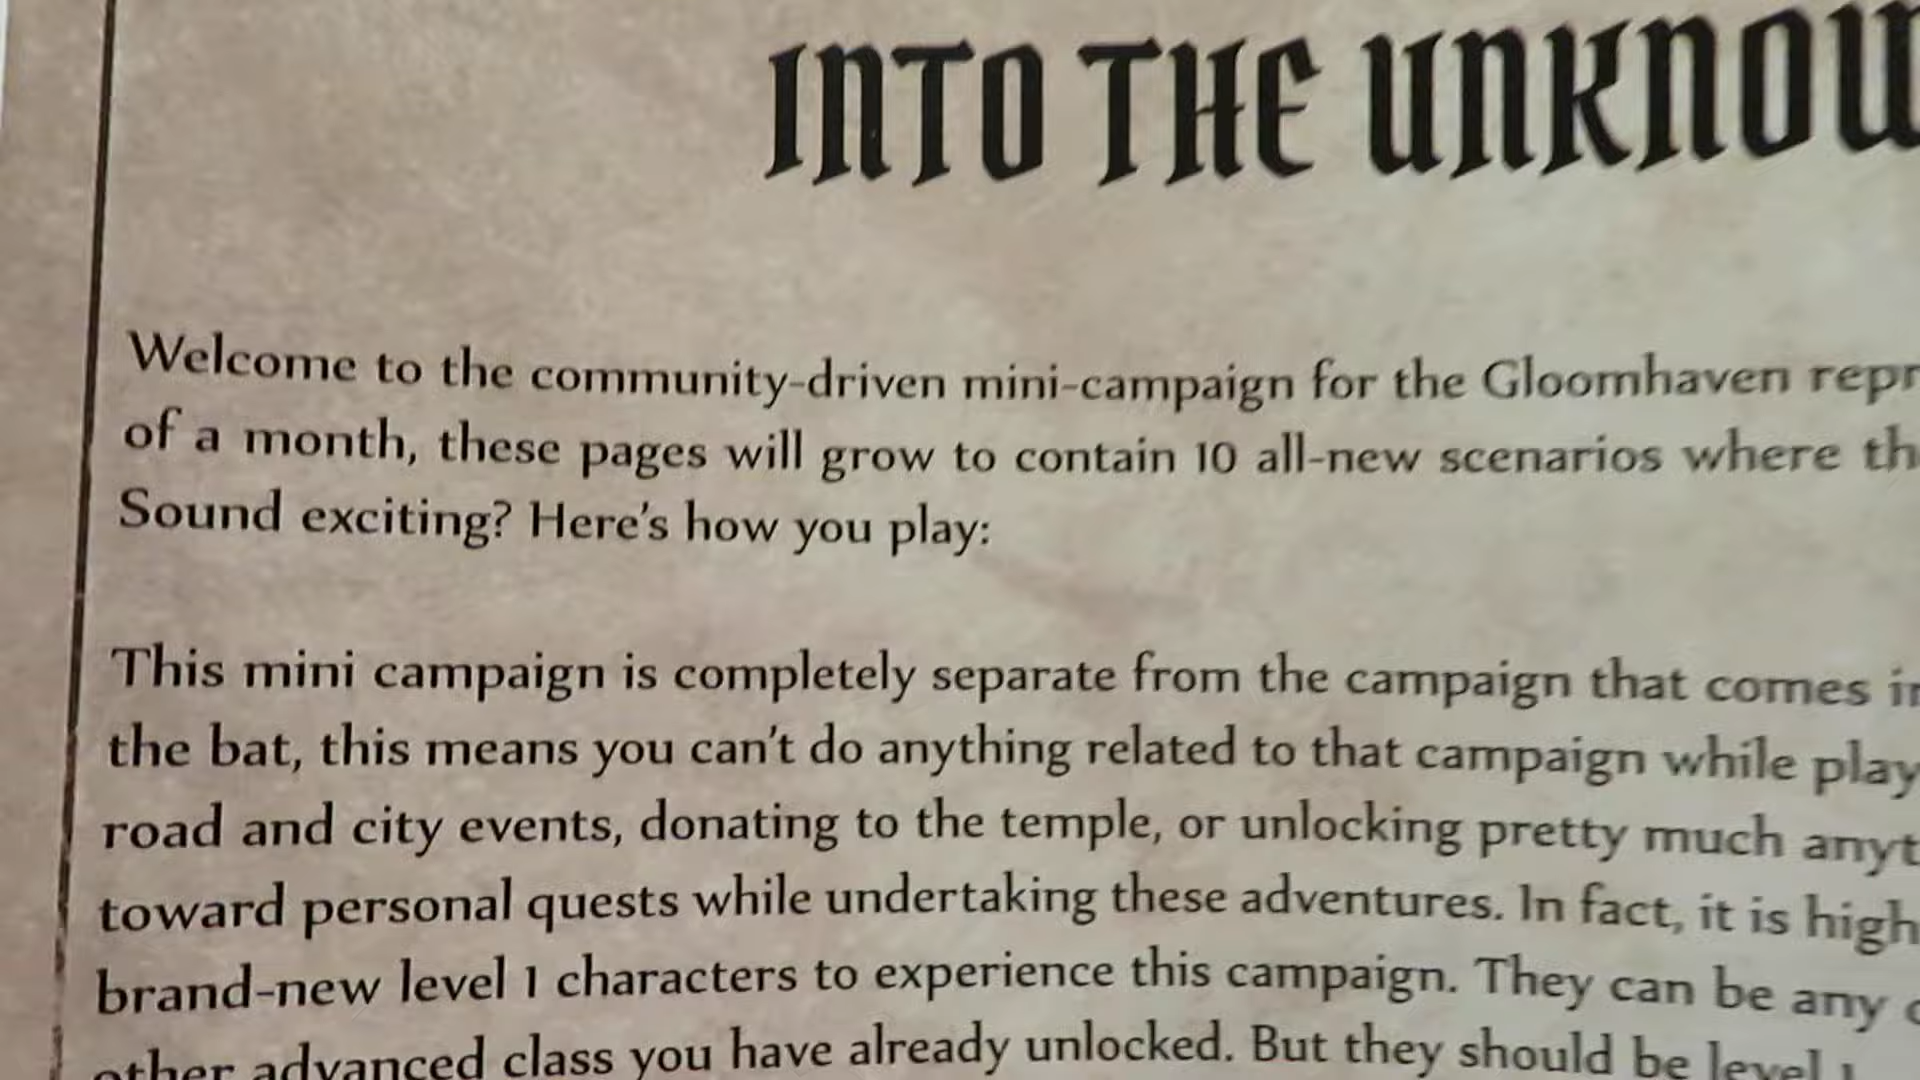 INTO THE UNKNOW
Welcome to the community-driven mini-campaign for the Gloomhaven repr
of a month, these pages will grow to contain 10 all-new scenarios where th
Sound exciting? Here's how you play:
This mini campaign is completely separate from the campaign that comes in
the bat, this means you can't do anything related to that campaign while play
road and city events, donating to the temple, or unlocking pretty much anyt
toward personal quests while undertaking these adventures. In fact, it is high
brand-new level 1 characters to experience this campaign. They can be any
other advanced class you have already unlocked. But they should be level 1